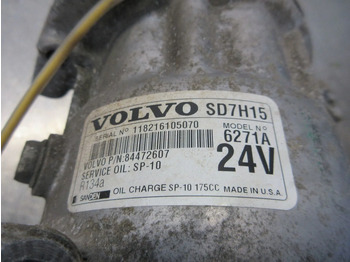 VOLVO SD7H15
SERIAL Nº 118216105070 MODEL Nº
VOLVO P/N:84472607 6271A
SERVICE OIL: SP-10 24V
R134a
SANDEN OIL CHARGE SP-10 175CC MADE IN U.S.A.